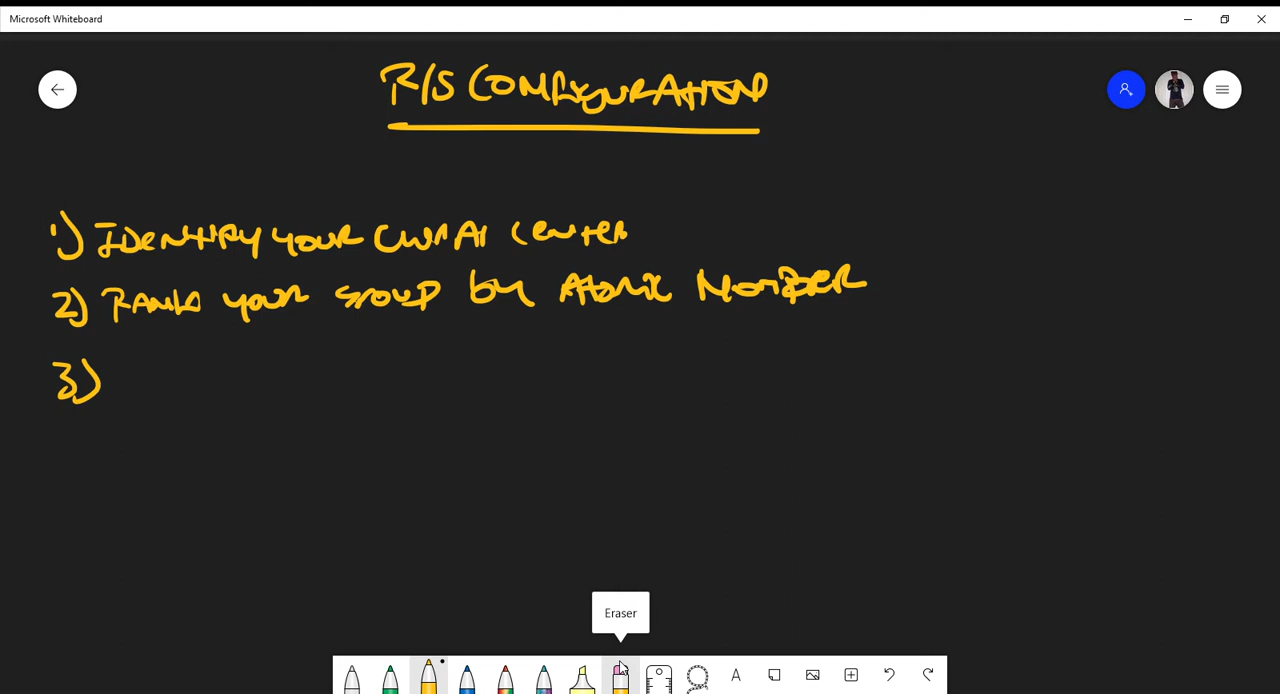 Microsoft Whiteboard
R/S CONFIGURATION
1) IDENTIFY YOUR CHIRAL CENTER
2) RANK YOUR GROUP by ATOMIC NUMBER
3)
Eraser
A